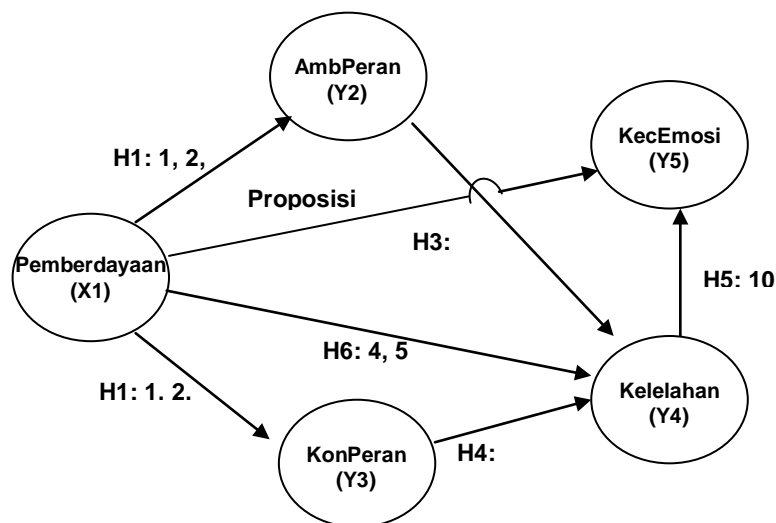 AmbPeran
(Y2)
KecEmosi
(Y5)
H1: 1, 2,
Proposisi
H3:
Pemberdayaan
(X1)
H5: 10
H6: 4, 5
H1: 1. 2.
Kelelahan
(Y4)
KonPeran
(Y3)
H4: